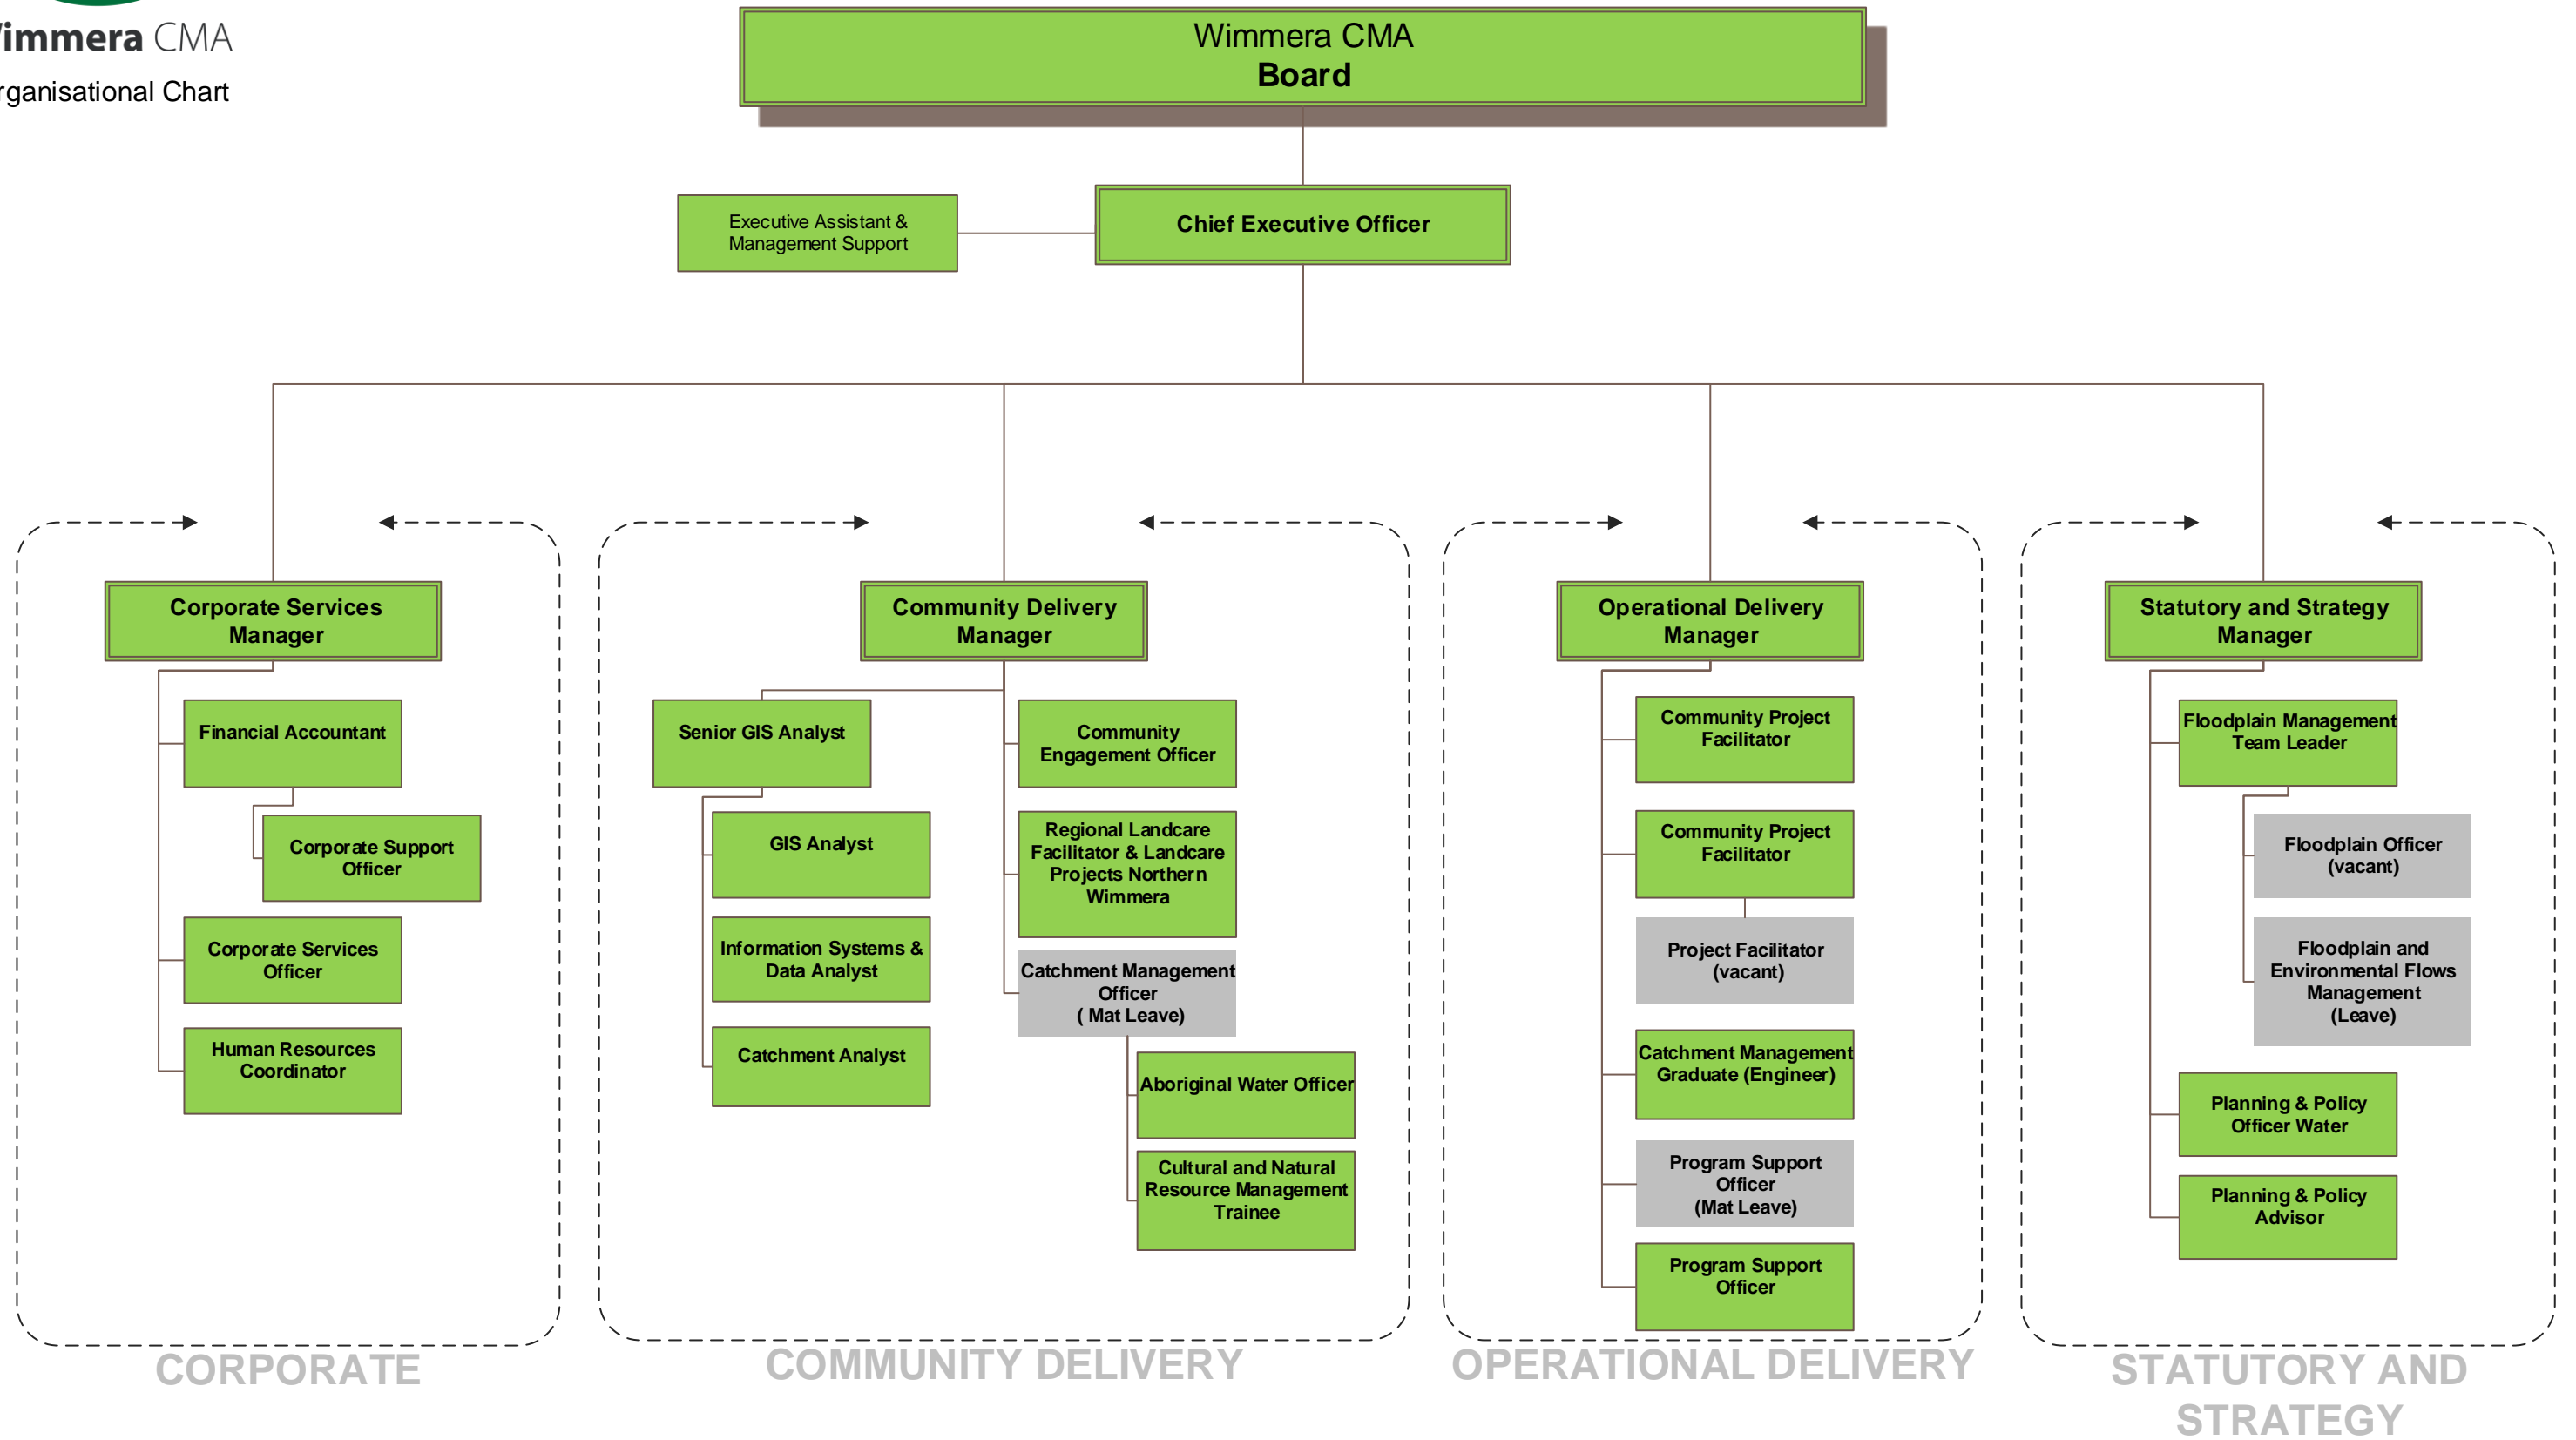 Wimmera CMA
rganisational Chart
Wimmera CMA
Board
Executive Assistant &
Management Support
Chief Executive Officer
Corporate Services
Manager
Financial Accountant
Corporate Support
Officer
Corporate Services
Officer
Human Resources
Coordinator
CORPORATE
Community Delivery
Manager
Senior GIS Analyst
GIS Analyst
Information Systems &
Data Analyst
Catchment Analyst
Community
Engagement Officer
Regional Landcare
Facilitator & Landcare
Projects Northern
Wimmera
Catchment Management
Officer
( Mat Leave)
Aboriginal Water Officer
Cultural and Natural
Resource Management
Trainee
COMMUNITY DELIVERY
Operational Delivery
Manager
Community Project
Facilitator
Community Project
Facilitator
Project Facilitator
(vacant)
Catchment Management
Graduate (Engineer)
Program Support
Officer
(Mat Leave)
Program Support
Officer
OPERATIONAL DELIVERY
Statutory and Strategy
Manager
Floodplain Management
Team Leader
Floodplain Officer
(vacant)
Floodplain and
Environmental Flows
Management
(Leave)
Planning & Policy
Officer Water
Planning & Policy
Advisor
STATUTORY AND
STRATEGY